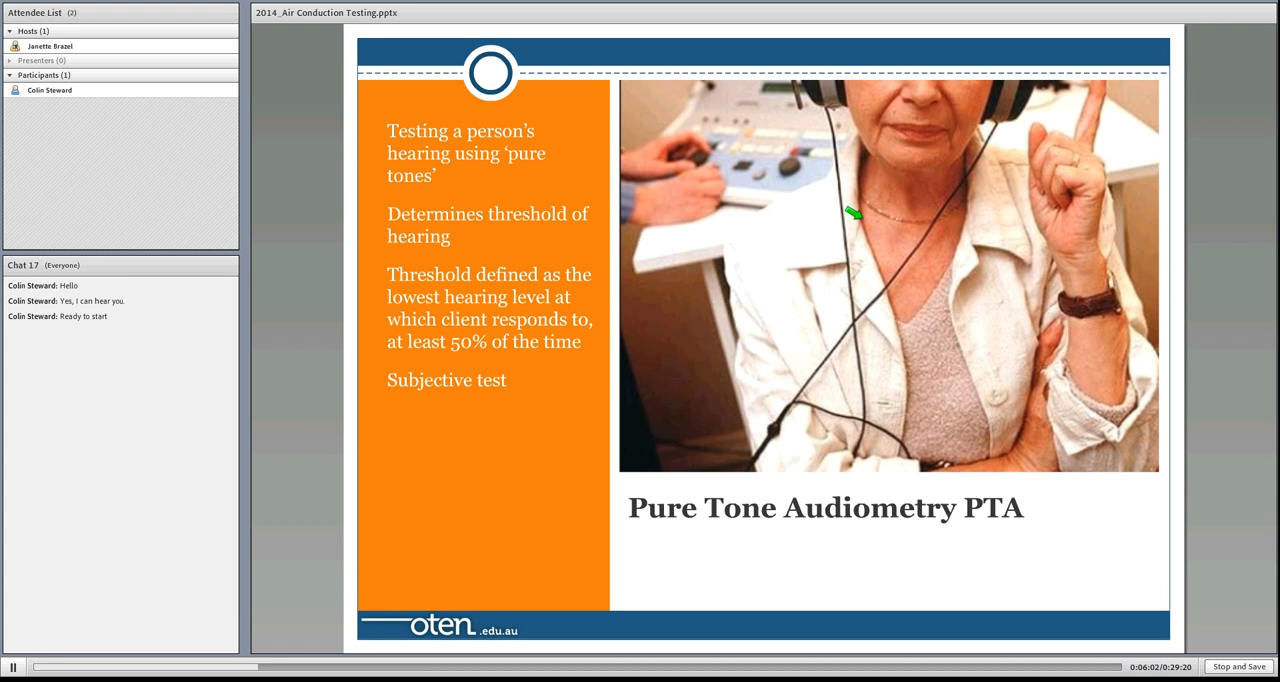 Attendee List (2)
Hosts (1)
Janette Brazel
Presenters (0)
Participants (1)
Colin Steward
Chat 17 (Everyone)
Colin Steward: Hello
Colin Steward: Yes, I can hear you.
Colin Steward: Ready to start
2014_Air Conduction Testing.pptx
Testing a person’s
hearing using ‘pure
tones’
Determines threshold of
hearing
Threshold defined as the
lowest hearing level at
which client responds to,
at least 50% of the time
Subjective test
Pure Tone Audiometry PTA
oten.edu.au
0:06:02/0:29:20
Stop and Save